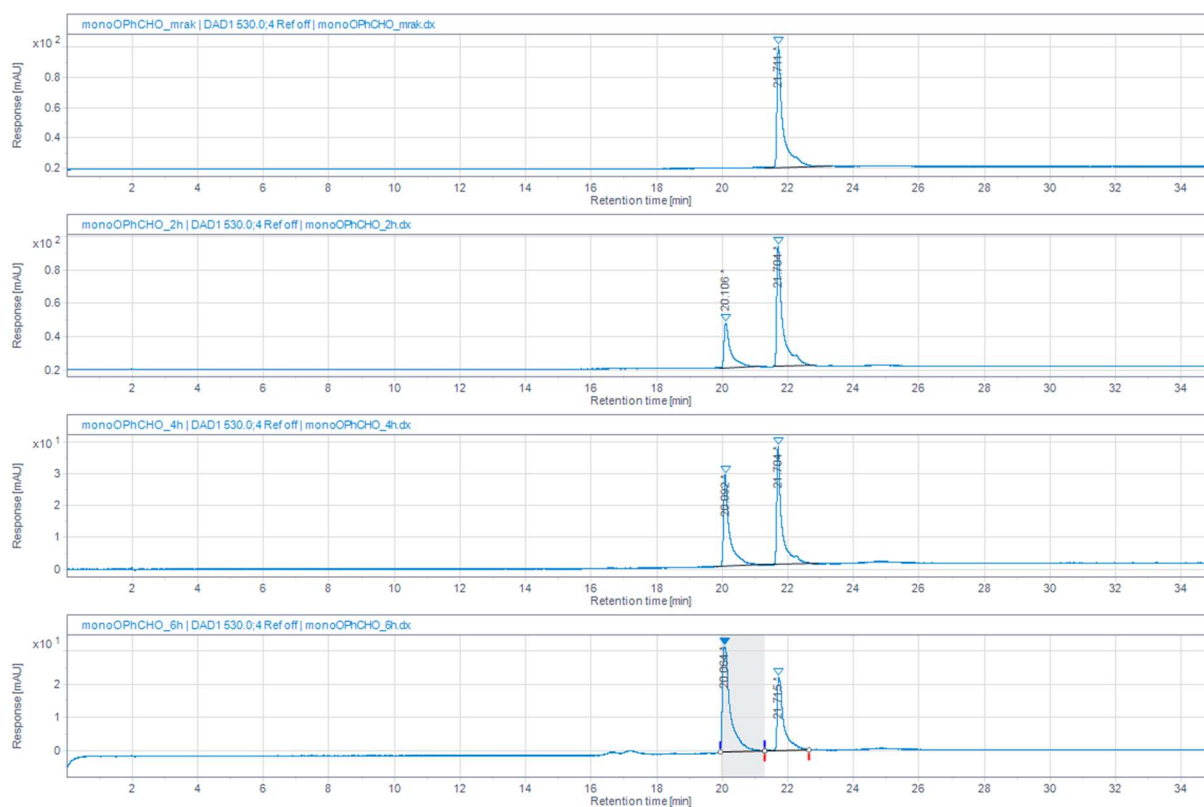 monoOPhCHO_mrak | DAD1 530.0;4 Ref off | monoOPhCHO_mrak.dx
x10 2
0.8
0.6
0.4
0.2
Response [mAU]
21.711 *
2 4 6 8 10 12 14 16 18 20 22 24 26 28 30 32 34
Retention time [min]
monoOPhCHO_2h | DAD1 530.0;4 Ref off | monoOPhCHO_2h.dx
x10 2
0.8
0.6
0.4
0.2
Response [mAU]
20.106 *
21.704 *
2 4 6 8 10 12 14 16 18 20 22 24 26 28 30 32 34
Retention time [min]
monoOPhCHO_4h | DAD1 530.0;4 Ref off | monoOPhCHO_4h.dx
x10 1
3
2
1
0
Response [mAU]
20.092 *
21.704 *
2 4 6 8 10 12 14 16 18 20 22 24 26 28 30 32 34
Retention time [min]
monoOPhCHO_6h | DAD1 530.0;4 Ref off | monoOPhCHO_6h.dx
x10 1
2
1
0
Response [mAU]
20.064 *
21.715 *
2 4 6 8 10 12 14 16 18 20 22 24 26 28 30 32 34
Retention time [min]